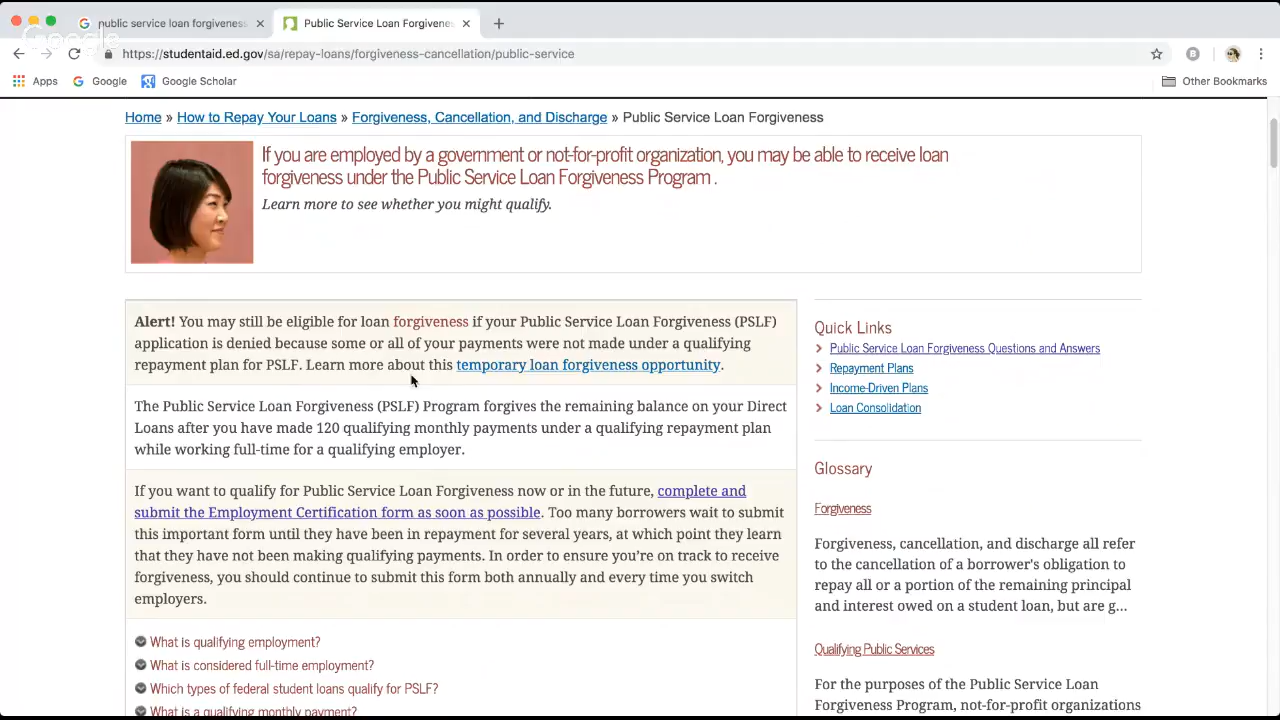 public service loan forgiveness
Public Service Loan Forgivene
Google
https://studentaid.ed.gov/sa/repay-loans/forgiveness-cancellation/public-service
B
Apps
Google
Google Scholar
Other Bookmarks
Home » How to Repay Your Loans » Forgiveness, Cancellation, and Discharge » Public Service Loan Forgiveness
If you are employed by a government or not-for-profit organization, you may be able to receive loan
forgiveness under the Public Service Loan Forgiveness Program .
Learn more to see whether you might qualify.
Alert! You may still be eligible for loan forgiveness if your Public Service Loan Forgiveness (PSLF)
application is denied because some or all of your payments were not made under a qualifying
repayment plan for PSLF. Learn more about this temporary loan forgiveness opportunity.
The Public Service Loan Forgiveness (PSLF) Program forgives the remaining balance on your Direct
Loans after you have made 120 qualifying monthly payments under a qualifying repayment plan
while working full-time for a qualifying employer.
If you want to qualify for Public Service Loan Forgiveness now or in the future, complete and
submit the Employment Certification form as soon as possible. Too many borrowers wait to submit
this important form until they have been in repayment for several years, at which point they learn
that they have not been making qualifying payments. In order to ensure you’re on track to receive
forgiveness, you should continue to submit this form both annually and every time you switch
employers.
What is qualifying employment?
What is considered full-time employment?
Which types of federal student loans qualify for PSLF?
What is a qualifying monthly payment?
Quick Links
Public Service Loan Forgiveness Questions and Answers
Repayment Plans
Income-Driven Plans
Loan Consolidation
Glossary
Forgiveness
Forgiveness, cancellation, and discharge all refer
to the cancellation of a borrower's obligation to
repay all or a portion of the remaining principal
and interest owed on a student loan, but are g...
Qualifying Public Services
For the purposes of the Public Service Loan
Forgiveness Program, not-for-profit organizations